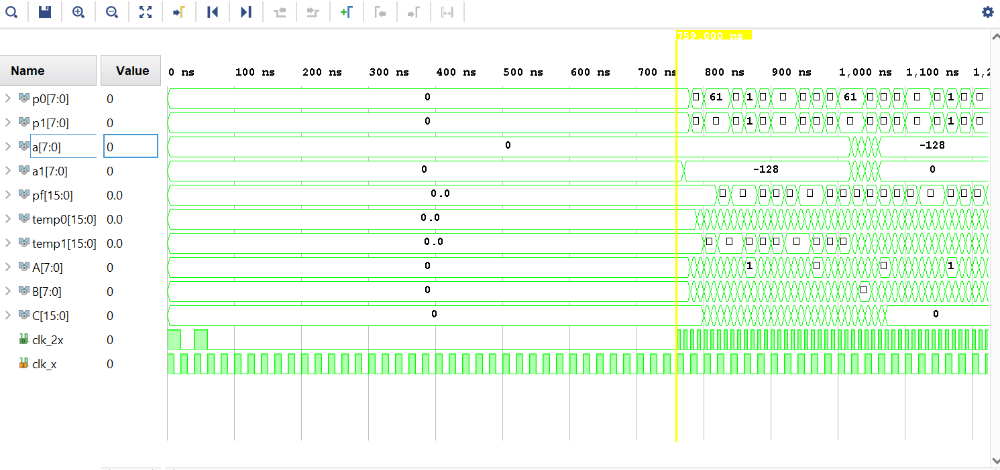 759.000 ns
Name Value 0 ns 100 ns 200 ns 300 ns 400 ns 500 ns 600 ns 700 ns 800 ns 900 ns 1,000 ns 1,100 ns 1,2
p0[7:0] 0 0 61 1 61 1
p1[7:0] 0 0 1 1
a[7:0] 0 0 -128
a1[7:0] 0 0 -128 0
pf[15:0] 0.0 0.0
temp0[15:0] 0.0 0.0
temp1[15:0] 0.0 0.0
A[7:0] 0 0 1 1
B[7:0] 0 0
C[15:0] 0 0 0
clk_2x 0
clk_x 0